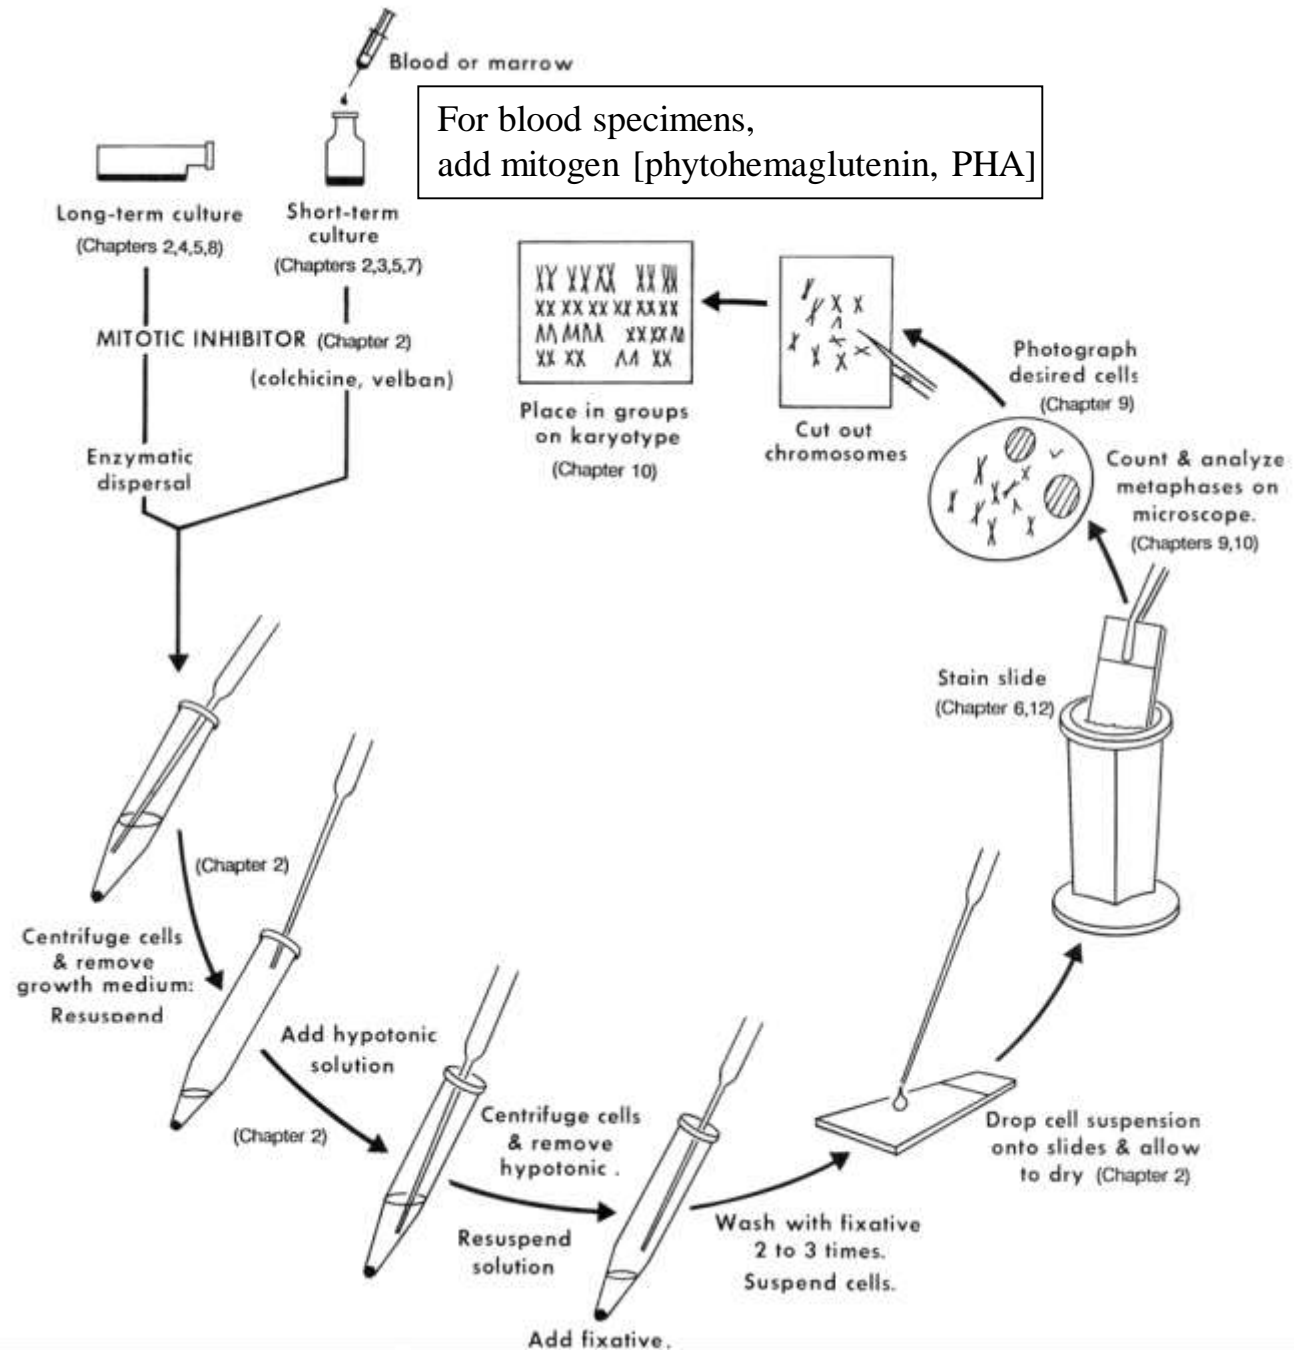 Blood or marrow
For blood specimens,
add mitogen [phytohemaglutenin, PHA]
Long-term culture
(Chapters 2,4,5,8)
Short-term
culture
(Chapters 2,3,5,7)
MITOTIC INHIBITOR (Chapter 2)
(colchicine, velban)
Enzymatic
dispersal
(Chapter 2)
Centrifuge cells
& remove
growth medium:
Resuspend
Add hypotonic
solution
(Chapter 2)
Centrifuge cells
& remove
hypotonic .
Resuspend
solution
Add fixative.
Wash with fixative
2 to 3 times.
Suspend cells.
Drop cell suspension
onto slides & allow
to dry (Chapter 2)
Stain slide
(Chapter 6,12)
Count & analyze
metaphases on
microscope.
(Chapters 9,10)
Photograph
desired cells
(Chapter 9)
Cut out
chromosomes
Place in groups
on karyotype
(Chapter 10)